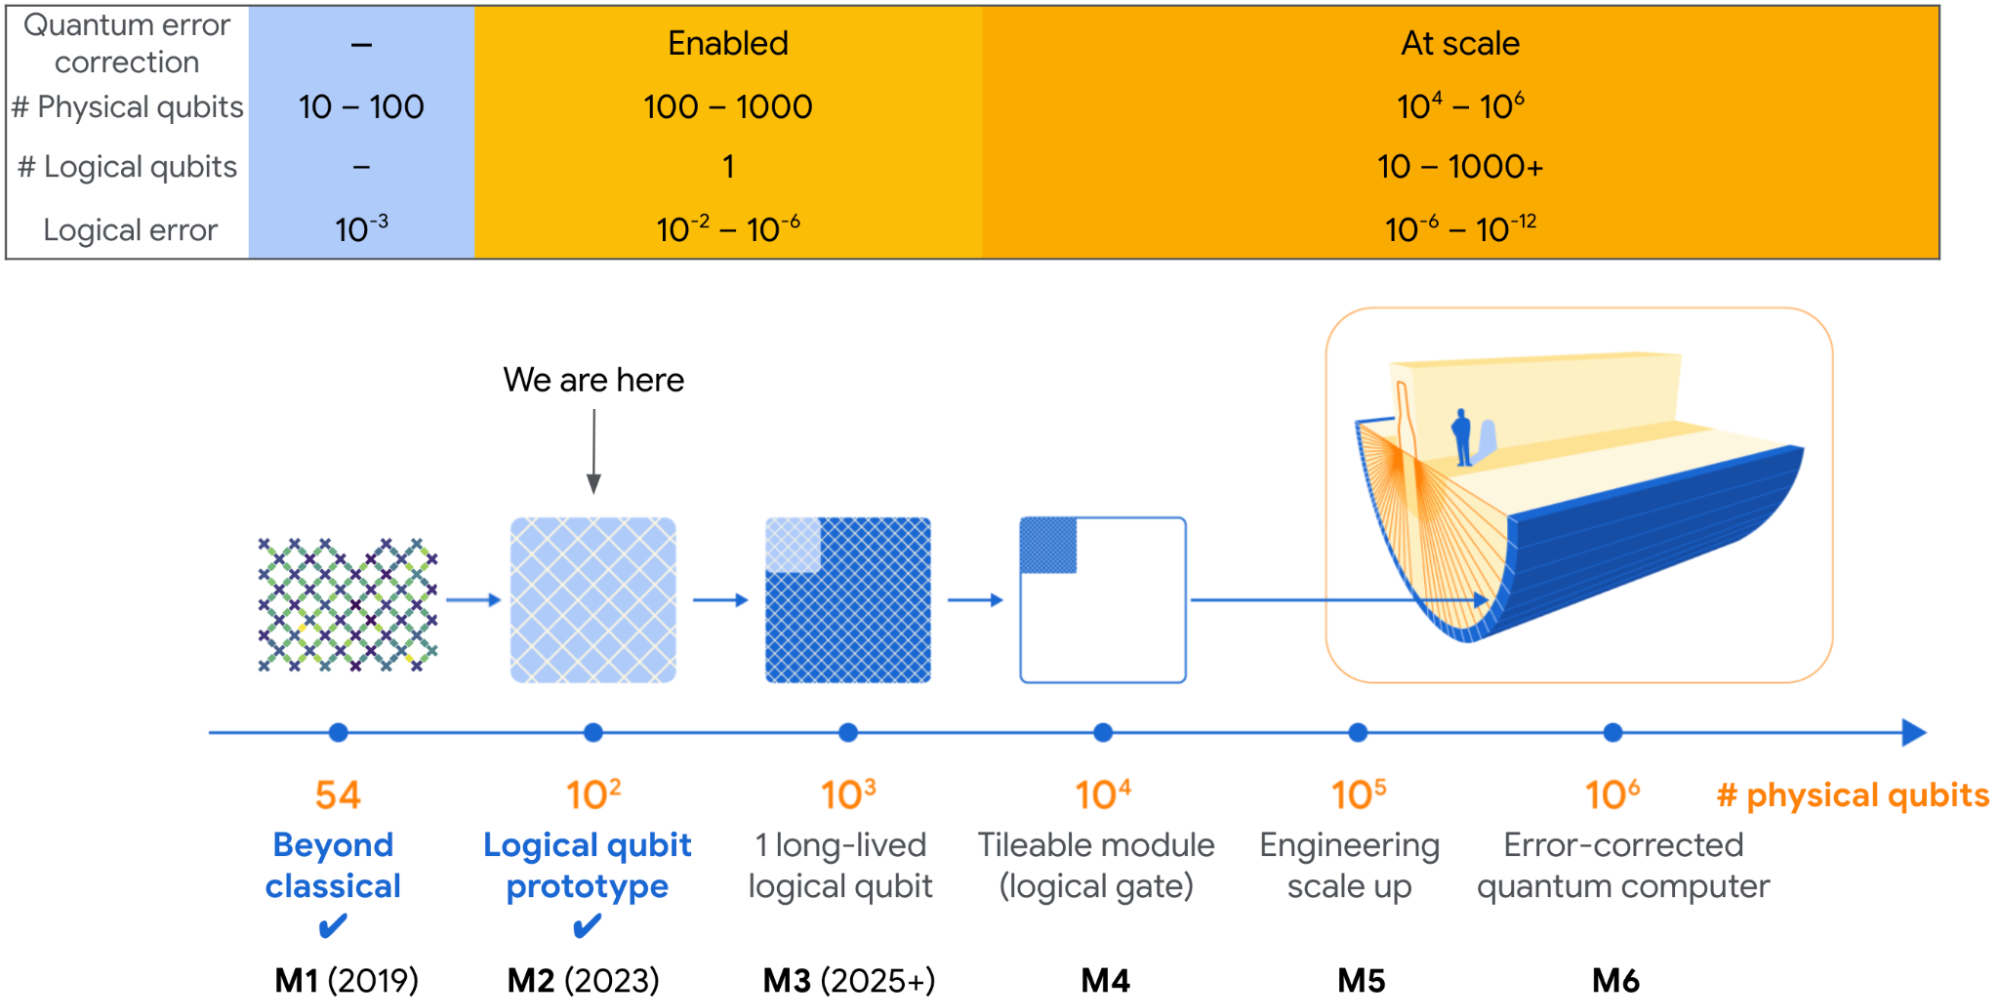 Quantum error
correction
–
Enabled
At scale
# Physical qubits
10 – 100
100 – 1000
10⁴ – 10⁶
# Logical qubits
–
1
10 – 1000+
Logical error
10⁻³
10⁻² – 10⁻⁶
10⁻⁶ – 10⁻¹²
We are here
54
10²
10³
10⁴
10⁵
10⁶
# physical qubits
Beyond
classical
✔
M1 (2019)
Logical qubit
prototype
✔
M2 (2023)
1 long-lived
logical qubit
M3 (2025+)
Tileable module
(logical gate)
M4
Engineering
scale up
M5
Error-corrected
quantum computer
M6